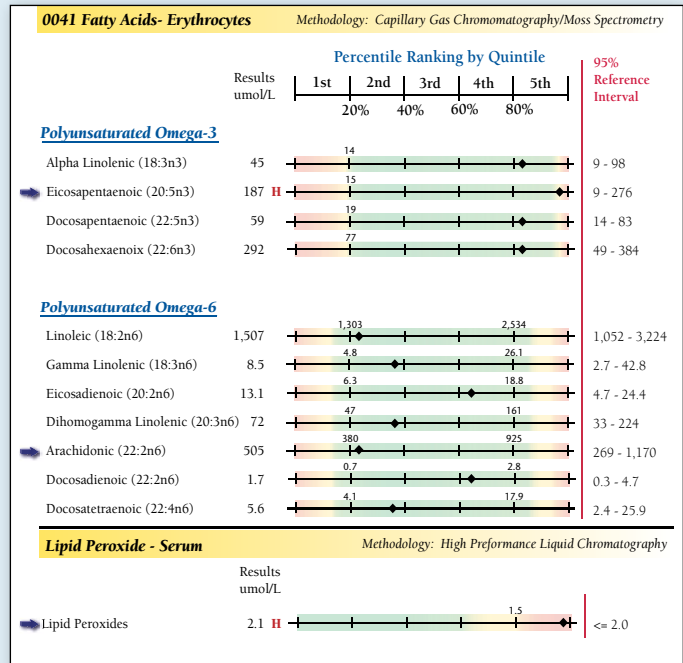 0041 Fatty Acids- Erythrocytes Methodology: Capillary Gas Chromomatography/Moss Spectrometry
Percentile Ranking by Quintile
95%
Reference
Interval
Results
umol/L
1st 2nd 3rd 4th 5th
20% 40% 60% 80%
Polyunsaturated Omega-3
14
Alpha Linolenic (18:3n3) 45 9 - 98
15
Eicosapentaenoic (20:5n3) 187 H 9 - 276
19
Docosapentaenoic (22:5n3) 59 14 - 83
77
Docosahexaenoix (22:6n3) 292 49 - 384
Polyunsaturated Omega-6
1,303 2,534
Linoleic (18:2n6) 1,507 1,052 - 3,224
4.8 26.1
Gamma Linolenic (18:3n6) 8.5 2.7 - 42.8
6.3 18.8
Eicosadienoic (20:2n6) 13.1 4.7 - 24.4
47 161
Dihomogamma Linolenic (20:3n6) 72 33 - 224
380 925
Arachidonic (22:2n6) 505 269 - 1,170
0.7 2.8
Docosadienoic (22:2n6) 1.7 0.3 - 4.7
4.1 17.9
Docosatetraenoic (22:4n6) 5.6 2.4 - 25.9
Lipid Peroxide - Serum Methodology: High Preformance Liquid Chromatography
Results
umol/L
1.5
Lipid Peroxides 2.1 H <= 2.0